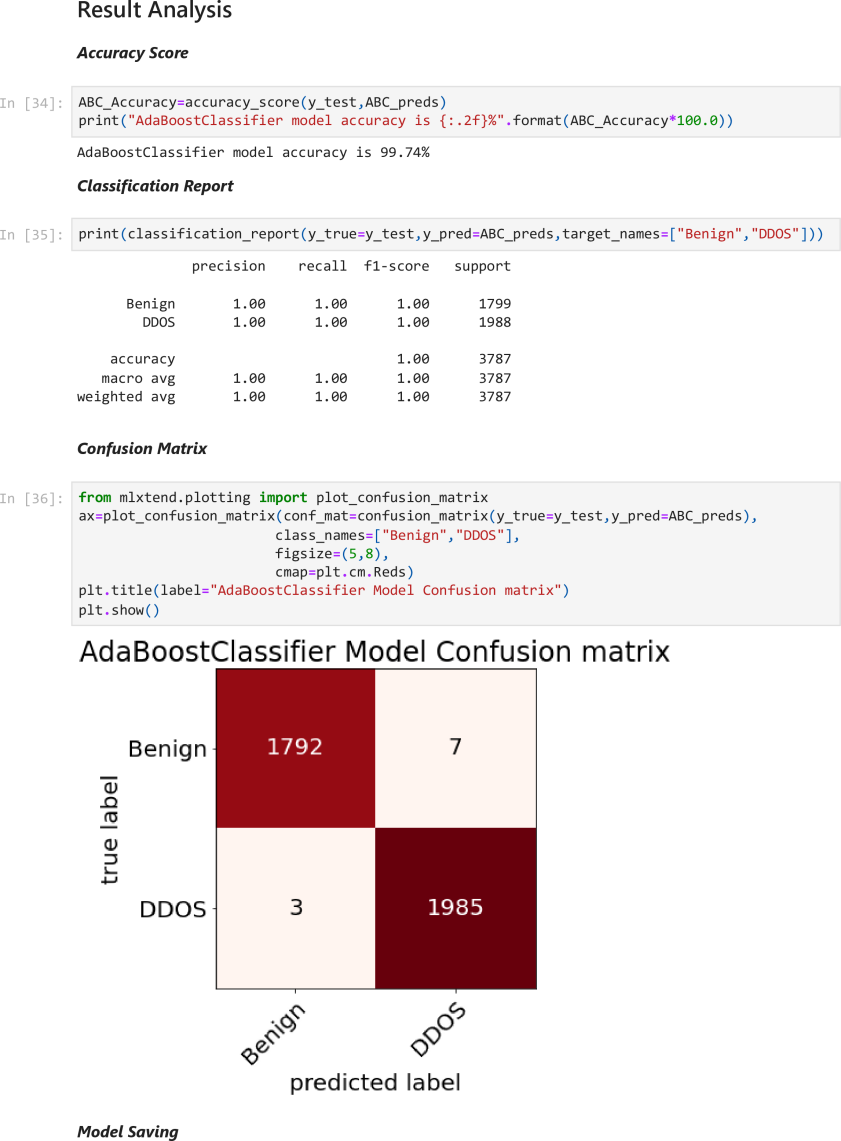 Result Analysis
Accuracy Score
In [34]:
ABC_Accuracy=accuracy_score(y_test,ABC_preds)
print("AdaBoostClassifier model accuracy is {:.2f}%".format(ABC_Accuracy*100.0))
AdaBoostClassifier model accuracy is 99.74%
Classification Report
In [35]:
print(classification_report(y_true=y_test,y_pred=ABC_preds,target_names=["Benign","DDOS"]))
precision recall f1-score support
Benign 1.00 1.00 1.00 1799
DDOS 1.00 1.00 1.00 1988
accuracy 1.00 3787
macro avg 1.00 1.00 1.00 3787
weighted avg 1.00 1.00 1.00 3787
Confusion Matrix
In [36]:
from mlxtend.plotting import plot_confusion_matrix
ax=plot_confusion_matrix(conf_mat=confusion_matrix(y_true=y_test,y_pred=ABC_preds),
class_names=["Benign","DDOS"],
figsize=(5,8),
cmap=plt.cm.Reds)
plt.title(label="AdaBoostClassifier Model Confusion matrix")
plt.show()
AdaBoostClassifier Model Confusion matrix
Benign 1792 7
true label
DDOS 3 1985
Benign DDOS
predicted label
Model Saving